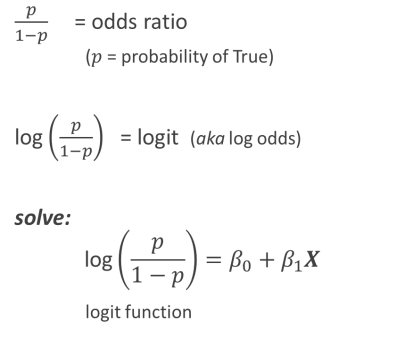 p/(1−p) = odds ratio
(p = probability of True)
log(p/(1−p)) = logit (aka log odds)
solve:
log(p/(1 − p)) = β₀ + β₁X
logit function